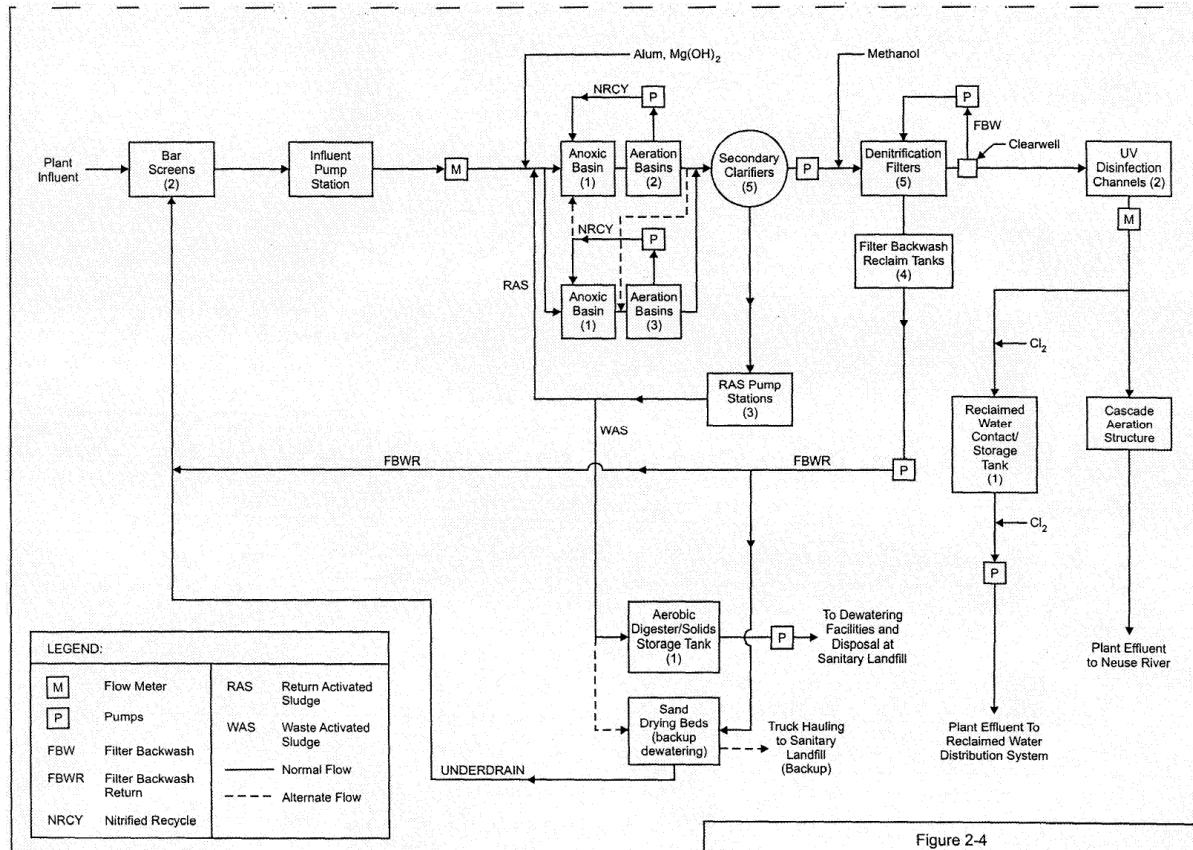 Alum, Mg(OH)2
Methanol
NRCY
P
P
FBW
Clearwell
Plant
Influent
Bar
Screens
(2)
Influent
Pump
Station
M
Anoxic
Basin
(1)
Aeration
Basins
(2)
Secondary
Clarifiers
(5)
P
Denitrification
Filters
(5)
UV
Disinfection
Channels (2)
M
NRCY
P
RAS
Anoxic
Basin
(1)
Aeration
Basins
(3)
Filter Backwash
Reclaim Tanks
(4)
Cl2
RAS Pump
Stations
(3)
WAS
Reclaimed
Water
Contact/
Storage
Tank
(1)
Cascade
Aeration
Structure
FBWR
FBWR
P
Cl2
P
Aerobic
Digester/Solids
Storage Tank
(1)
P
To Dewatering
Facilities and
Disposal at
Sanitary Landfill
Plant Effluent
to Neuse River
Sand
Drying Beds
(backup
dewatering)
Truck Hauling
to Sanitary
Landfill
(Backup)
Plant Effluent To
Reclaimed Water
Distribution System
UNDERDRAIN
LEGEND:
M Flow Meter
P Pumps
FBW Filter Backwash
FBWR Filter Backwash
Return
NRCY Nitrified Recycle
RAS Return Activated
Sludge
WAS Waste Activated
Sludge
Normal Flow
Alternate Flow
Figure 2-4